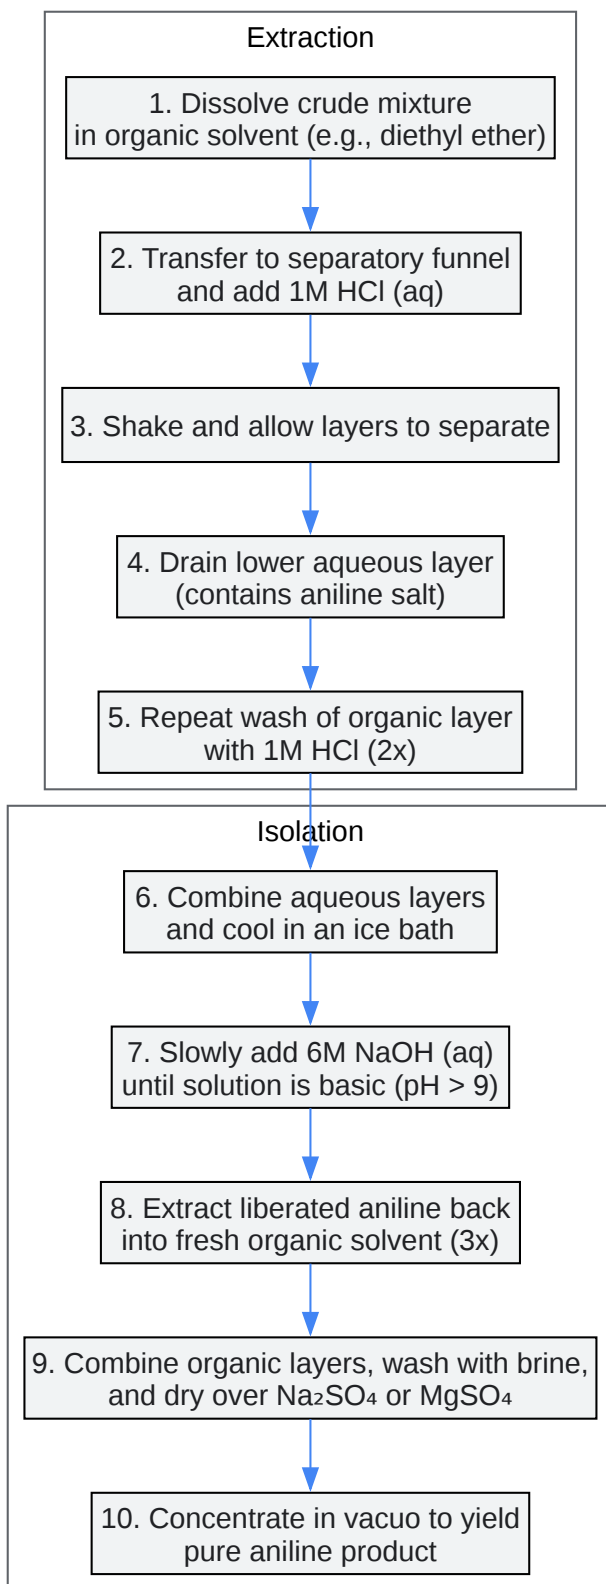 Extraction
1. Dissolve crude mixture
in organic solvent (e.g., diethyl ether)
2. Transfer to separatory funnel
and add 1M HCl (aq)
3. Shake and allow layers to separate
4. Drain lower aqueous layer
(contains aniline salt)
5. Repeat wash of organic layer
with 1M HCl (2x)
Isolation
6. Combine aqueous layers
and cool in an ice bath
7. Slowly add 6M NaOH (aq)
until solution is basic (pH > 9)
8. Extract liberated aniline back
into fresh organic solvent (3x)
9. Combine organic layers, wash with brine,
and dry over Na₂SO₄ or MgSO₄
10. Concentrate in vacuo to yield
pure aniline product